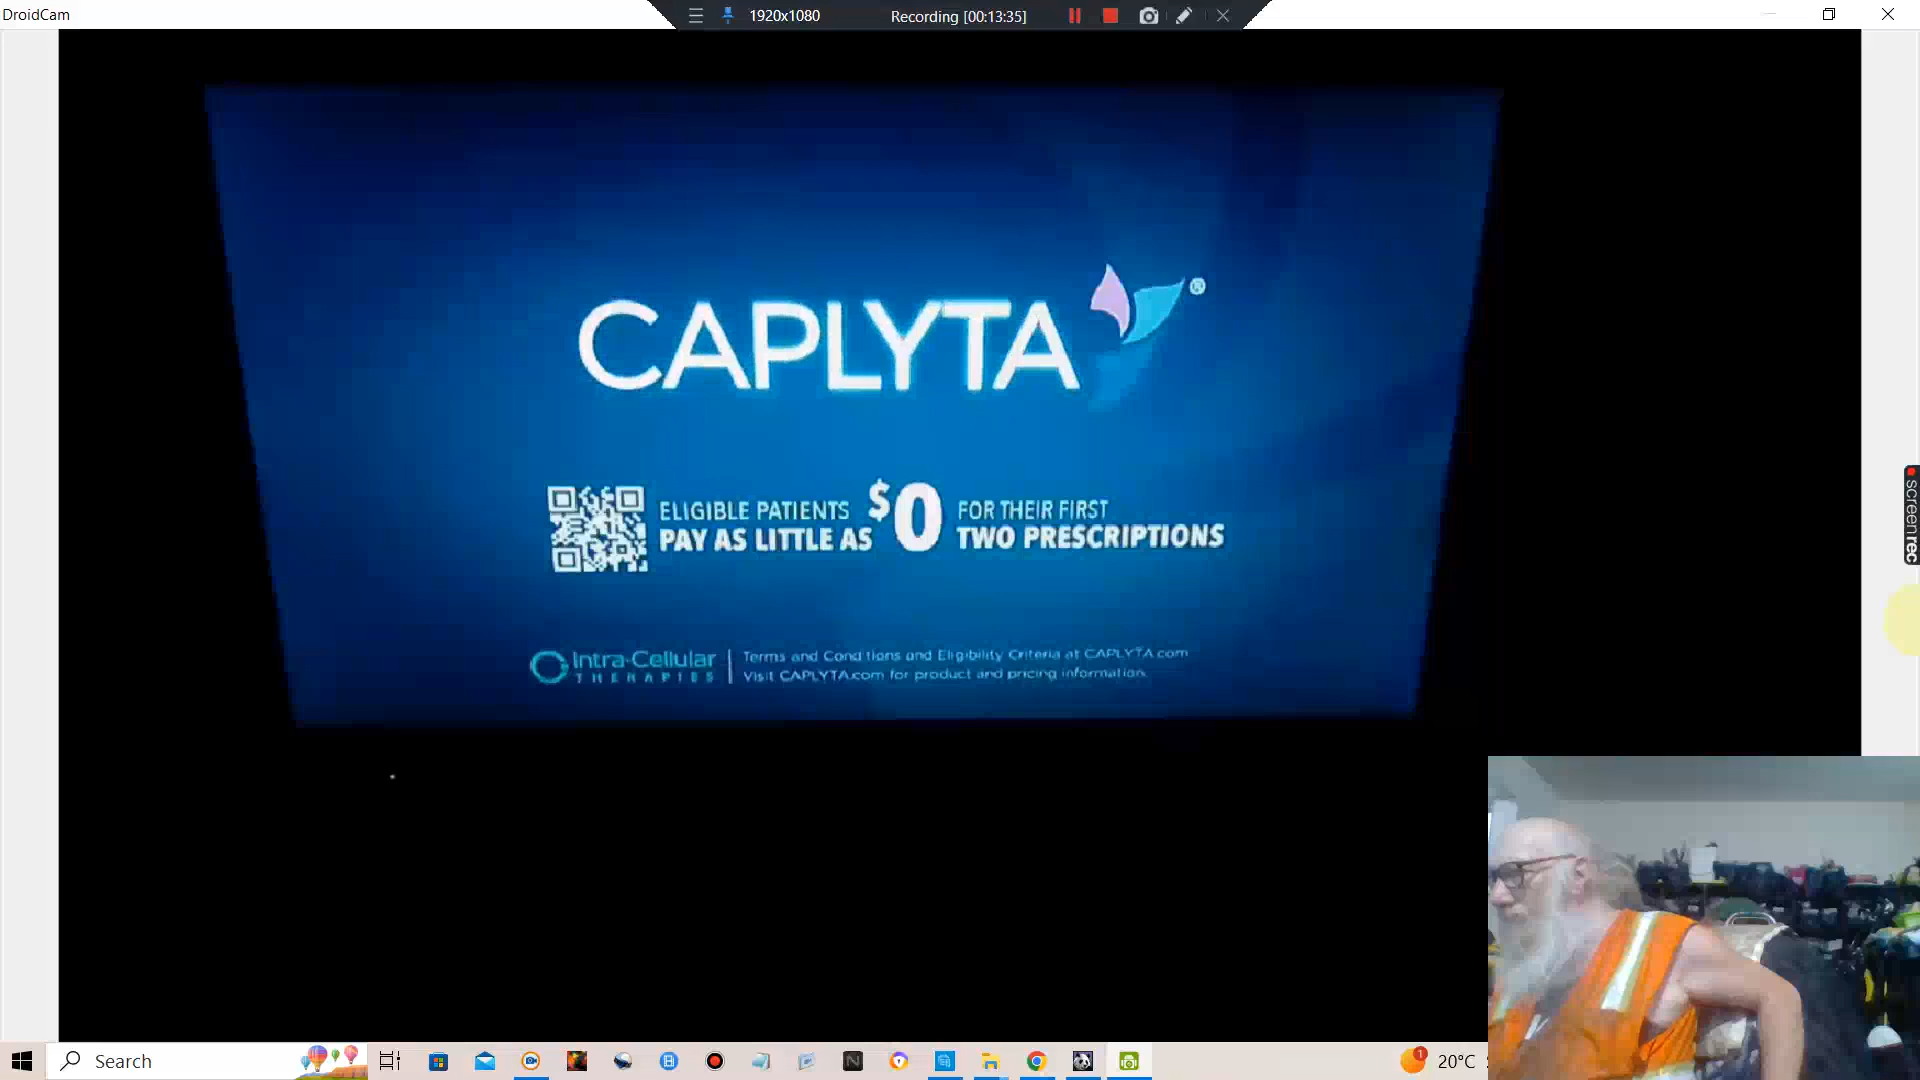 DroidCam
1920x1080
Recording [00:13:35]
CAPLYTA®
ELIGIBLE PATIENTS $0 FOR THEIR FIRST
PAY AS LITTLE AS TWO PRESCRIPTIONS
Intra-Cellular
THERAPIES
Terms and Conditions and Eligibility Criteria at CAPLYTA.com
Visit CAPLYTA.com for product and pricing information.
screenrec
Search
1
20°C